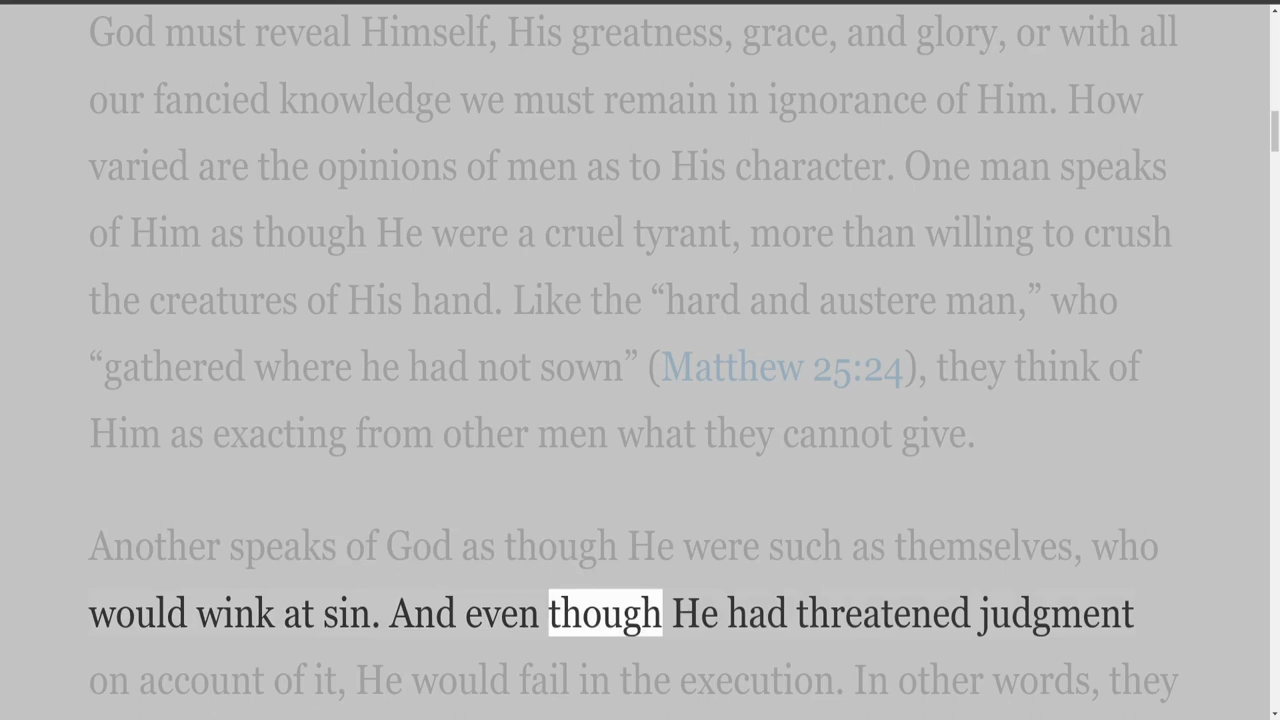 God must reveal Himself, His greatness, grace, and glory, or with all
our fancied knowledge we must remain in ignorance of Him. How
varied are the opinions of men as to His character. One man speaks
of Him as though He were a cruel tyrant, more than willing to crush
the creatures of His hand. Like the “hard and austere man,” who
“gathered where he had not sown” (Matthew 25:24), they think of
Him as exacting from other men what they cannot give.
Another speaks of God as though He were such as themselves, who
would wink at sin. And even though He had threatened judgment
on account of it, He would fail in the execution. In other words, they